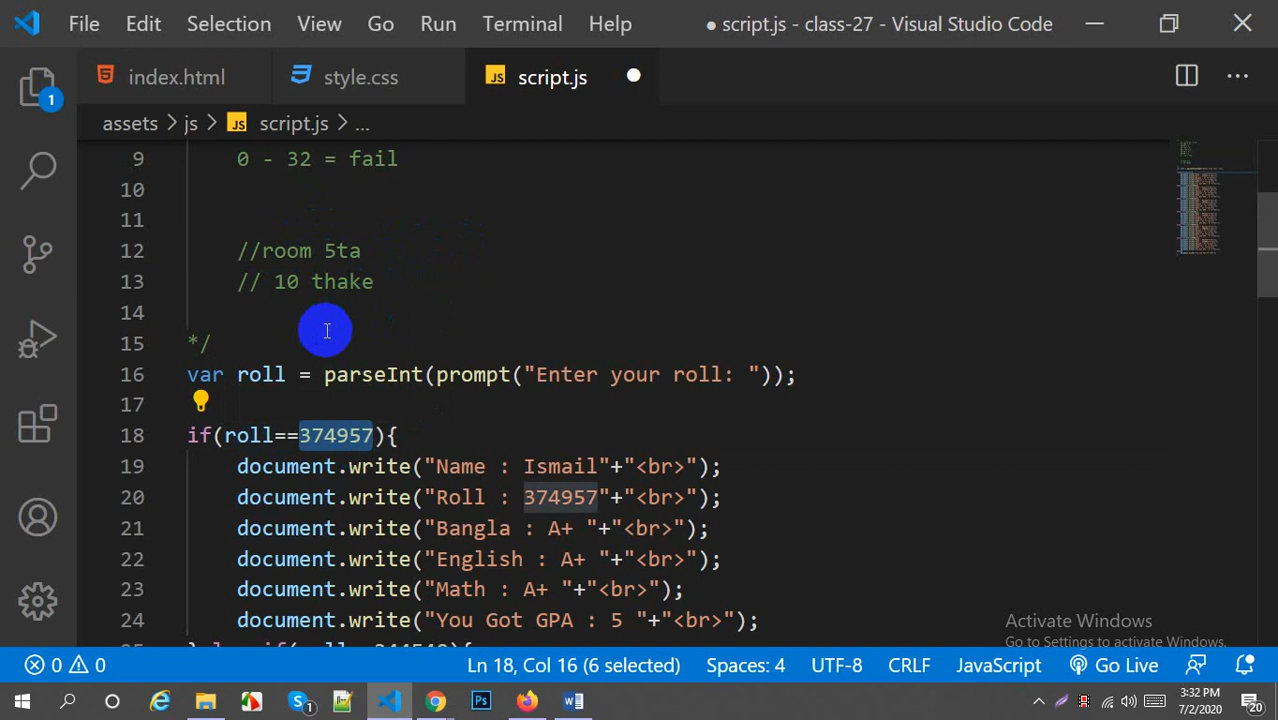 File Edit Selection View Go Run Terminal Help ● script.js - class-27 - Visual Studio Code
index.html style.css JS script.js
assets > js > JS script.js > ...
9 0 - 32 = fail
10
11
12 //room 5ta
13 // 10 thake
14
15 */
16 var roll = parseInt(prompt("Enter your roll: "));
17
18 if(roll==374957){
19 document.write("Name : Ismail"+"<br>");
20 document.write("Roll : 374957"+"<br>");
21 document.write("Bangla : A+ "+"<br>");
22 document.write("English : A+ "+"<br>");
23 document.write("Math : A+ "+"<br>");
24 document.write("You Got GPA : 5 "+"<br>");
Activate Windows
Go to Settings to activate Windows.
0 0 Ln 18, Col 16 (6 selected) Spaces: 4 UTF-8 CRLF JavaScript Go Live
3:32 PM
7/2/2020
1
1
20